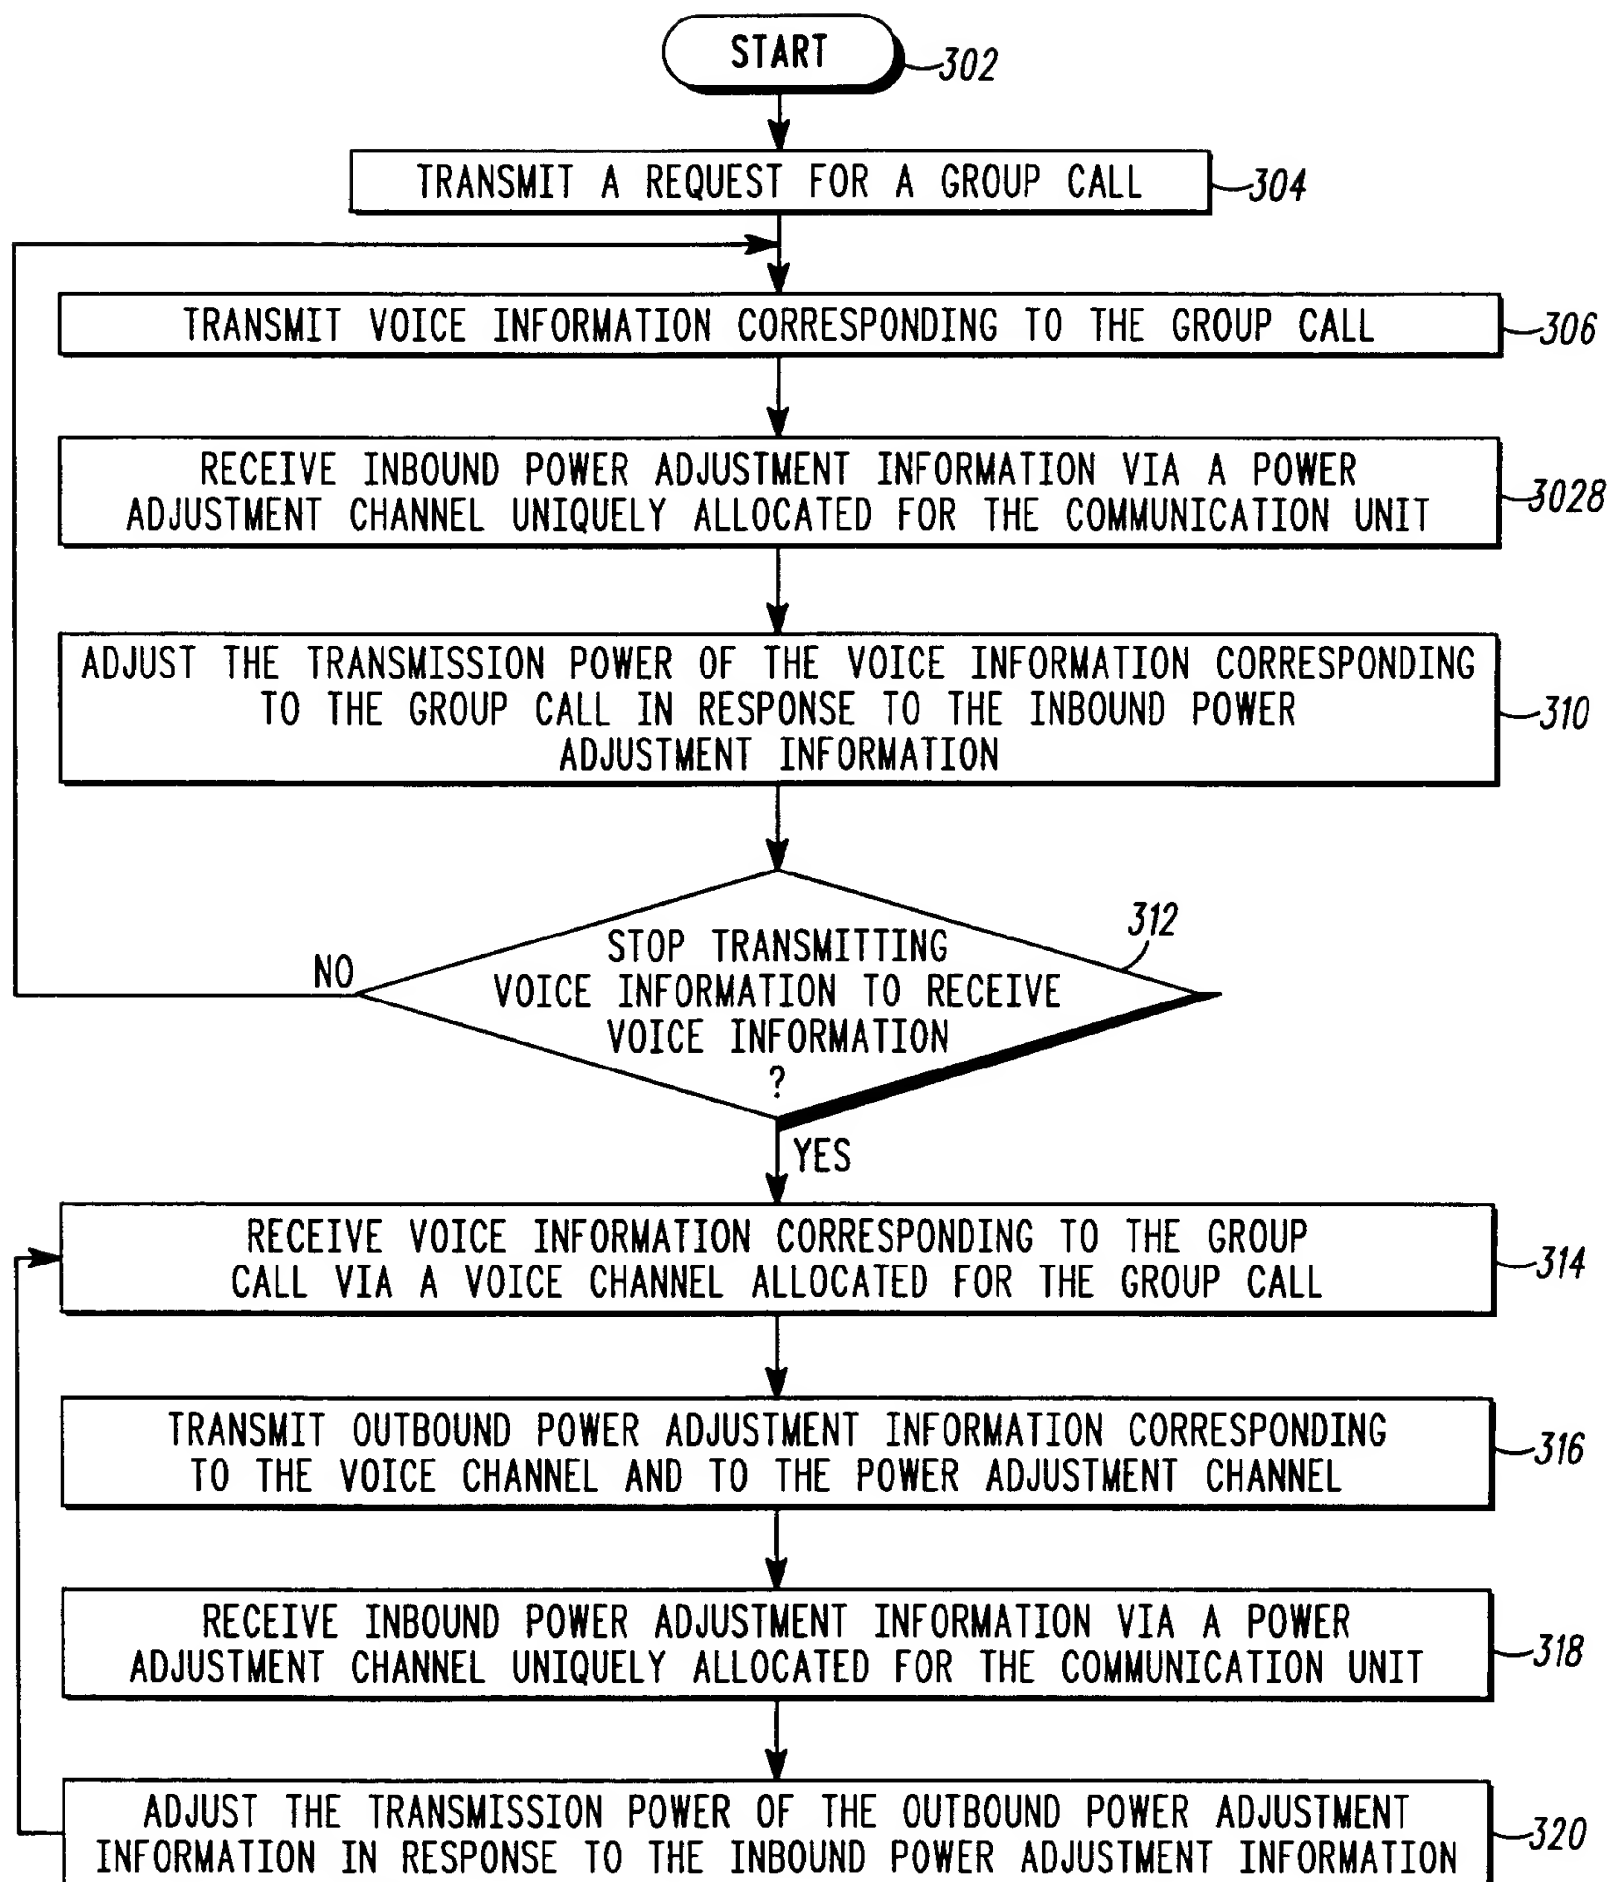 START
302
TRANSMIT A REQUEST FOR A GROUP CALL
304
TRANSMIT VOICE INFORMATION CORRESPONDING TO THE GROUP CALL
306
RECEIVE INBOUND POWER ADJUSTMENT INFORMATION VIA A POWER
ADJUSTMENT CHANNEL UNIQUELY ALLOCATED FOR THE COMMUNICATION UNIT
3028
ADJUST THE TRANSMISSION POWER OF THE VOICE INFORMATION CORRESPONDING
TO THE GROUP CALL IN RESPONSE TO THE INBOUND POWER
ADJUSTMENT INFORMATION
310
312
STOP TRANSMITTING
VOICE INFORMATION TO RECEIVE
VOICE INFORMATION
?
NO
YES
RECEIVE VOICE INFORMATION CORRESPONDING TO THE GROUP
CALL VIA A VOICE CHANNEL ALLOCATED FOR THE GROUP CALL
314
TRANSMIT OUTBOUND POWER ADJUSTMENT INFORMATION CORRESPONDING
TO THE VOICE CHANNEL AND TO THE POWER ADJUSTMENT CHANNEL
316
RECEIVE INBOUND POWER ADJUSTMENT INFORMATION VIA A POWER
ADJUSTMENT CHANNEL UNIQUELY ALLOCATED FOR THE COMMUNICATION UNIT
318
ADJUST THE TRANSMISSION POWER OF THE OUTBOUND POWER ADJUSTMENT
INFORMATION IN RESPONSE TO THE INBOUND POWER ADJUSTMENT INFORMATION
320